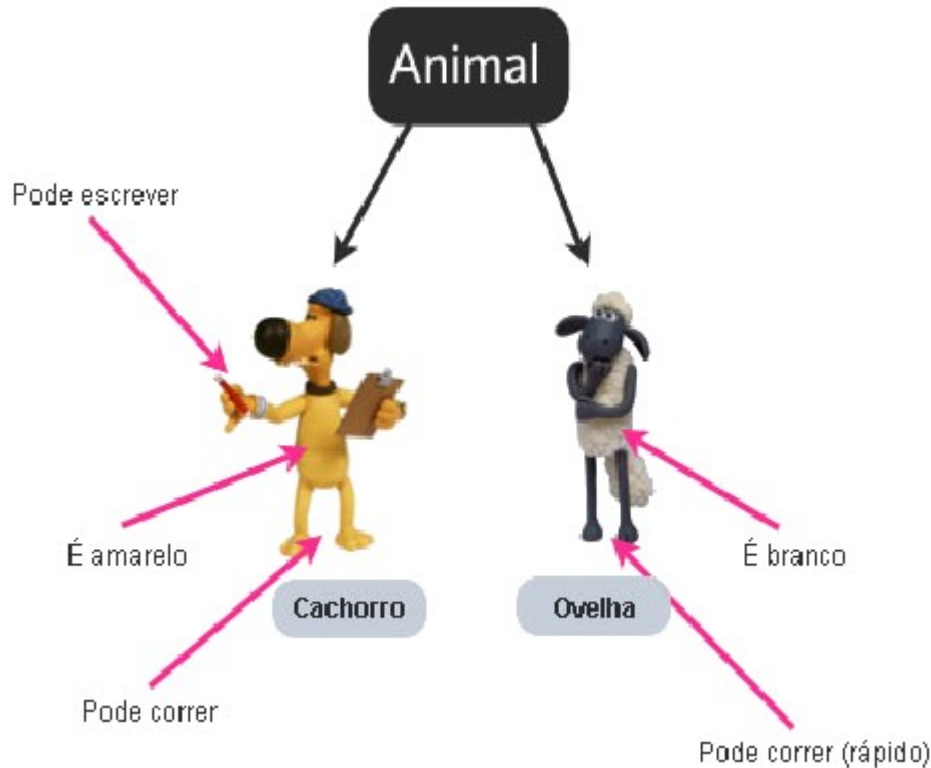 Animal
Pode escrever
É amarelo
É branco
Cachorro
Ovelha
Pode correr
Pode correr (rápido)